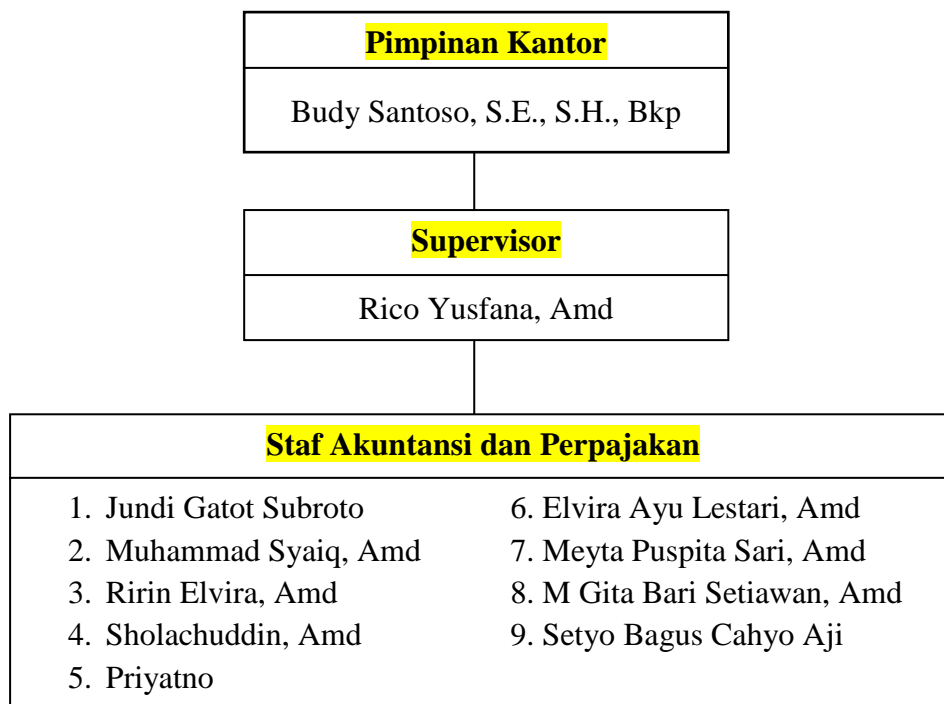 Pimpinan Kantor
Budy Santoso, S.E., S.H., Bkp
Supervisor
Rico Yusfana, Amd
Staf Akuntansi dan Perpajakan
1. Jundi Gatot Subroto
2. Muhammad Syaiq, Amd
3. Ririn Elvira, Amd
4. Sholachuddin, Amd
5. Priyatno
6. Elvira Ayu Lestari, Amd
7. Meyta Puspita Sari, Amd
8. M Gita Bari Setiawan, Amd
9. Setyo Bagus Cahyo Aji